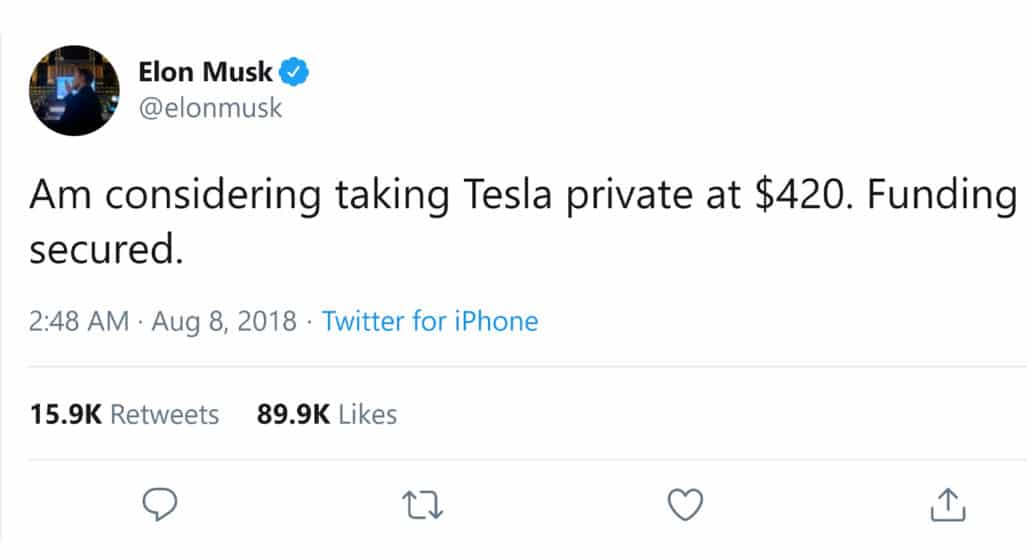 Elon Musk
@elonmusk
Am considering taking Tesla private at $420. Funding
secured.
2:48 AM · Aug 8, 2018 · Twitter for iPhone
15.9K Retweets 89.9K Likes